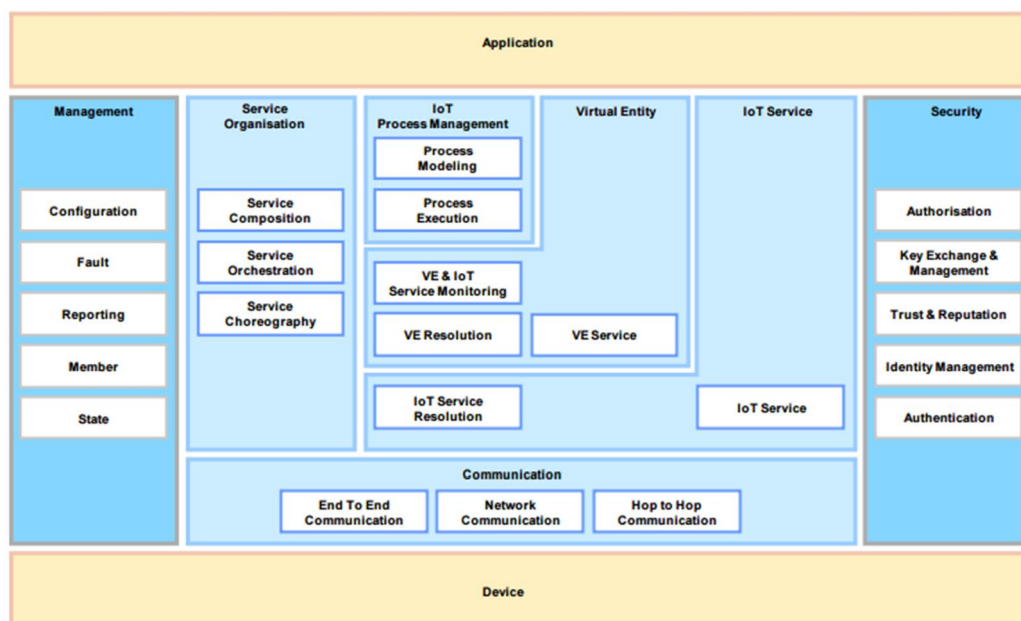 Application
Management
Configuration
Fault
Reporting
Member
State
Service
Organisation
Service
Composition
Service
Orchestration
Service
Choreography
IoT
Process Management
Process
Modeling
Process
Execution
Virtual Entity
VE & IoT
Service Monitoring
VE Resolution
VE Service
IoT Service
IoT Service
Resolution
IoT Service
Security
Authorisation
Key Exchange &
Management
Trust & Reputation
Identity Management
Authentication
Communication
End To End
Communication
Network
Communication
Hop to Hop
Communication
Device